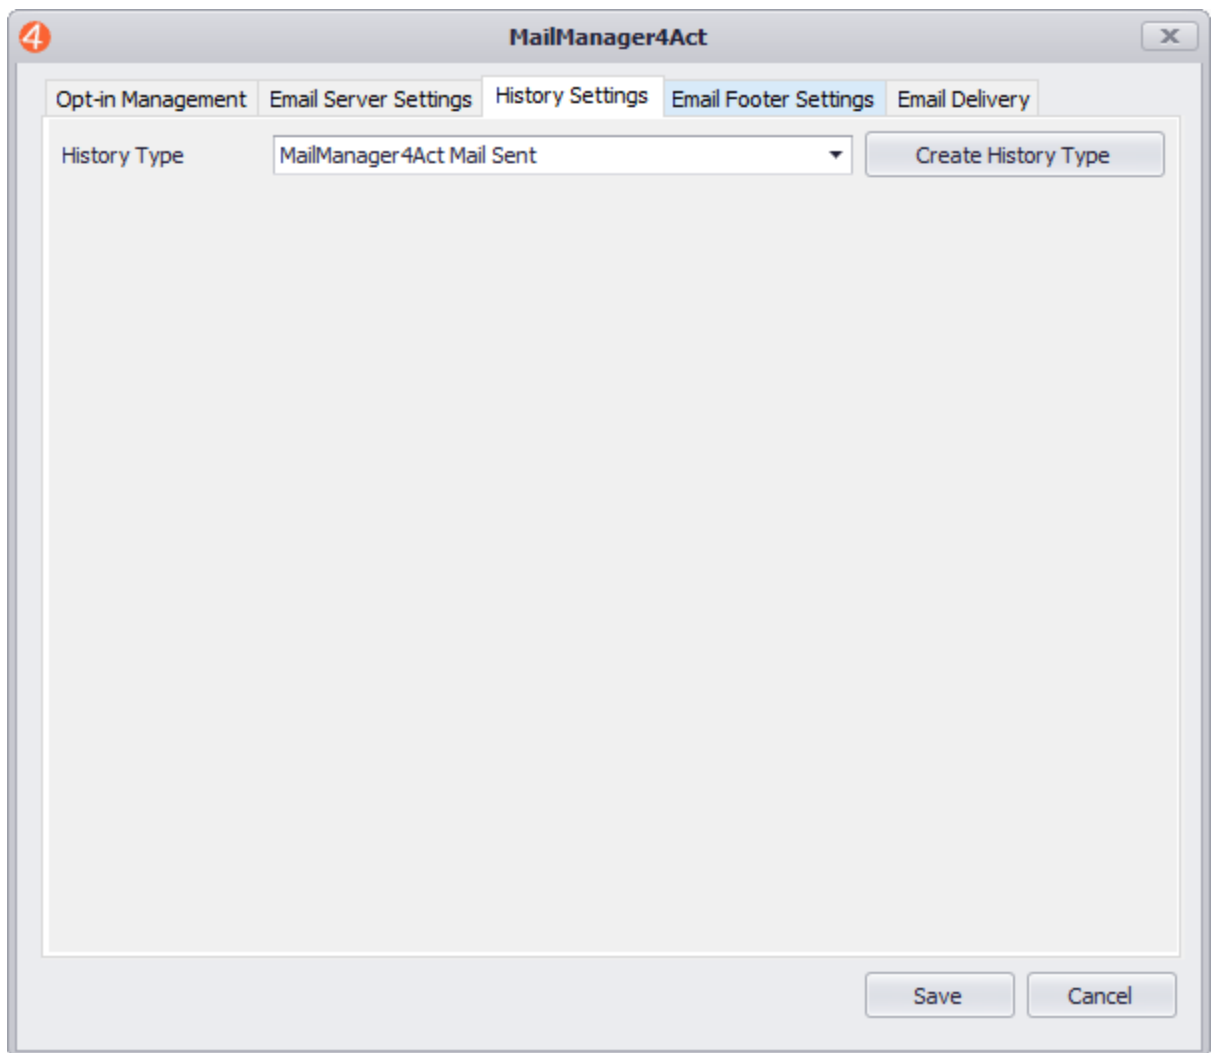 4 MailManager4Act X
Opt-in Management Email Server Settings History Settings Email Footer Settings Email Delivery
History Type MailManager4Act Mail Sent Create History Type
Save Cancel